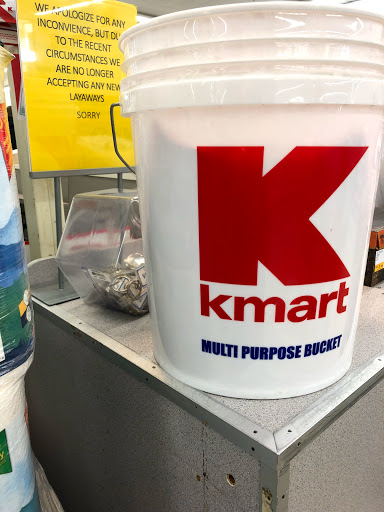 WE APOLOGIZE FOR ANY
INCONVIENCE, BUT DUE
TO THE RECENT
CIRCUMSTANCES WE
ARE NO LONGER
ACCEPTING ANY NEW
LAYAWAYS
SORRY
K
kmart
MULTI PURPOSE BUCKET